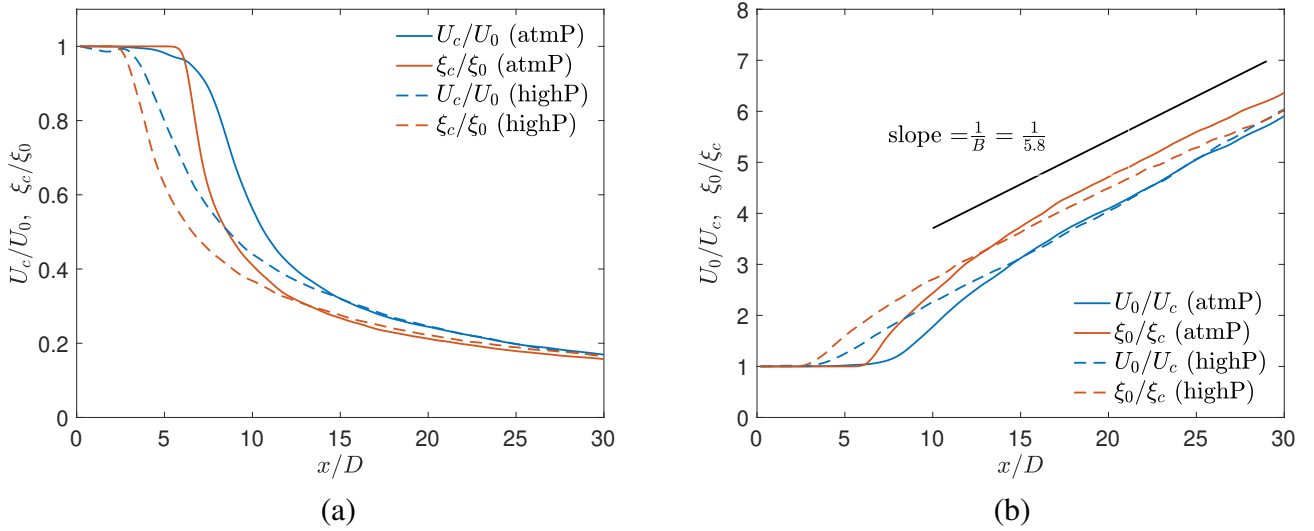 1
0.8
0.6
0.4
0.2
0
0 5 10 15 20 25 30
x/D
U_c/U_0, ξ_c/ξ_0
U_c/U_0 (atmP)
ξ_c/ξ_0 (atmP)
U_c/U_0 (highP)
ξ_c/ξ_0 (highP)
(a)
8
7
6
5
4
3
2
1
0
0 5 10 15 20 25 30
x/D
U_0/U_c, ξ_0/ξ_c
slope = 1/B = 1/5.8
U_0/U_c (atmP)
ξ_0/ξ_c (atmP)
U_0/U_c (highP)
ξ_0/ξ_c (highP)
(b)